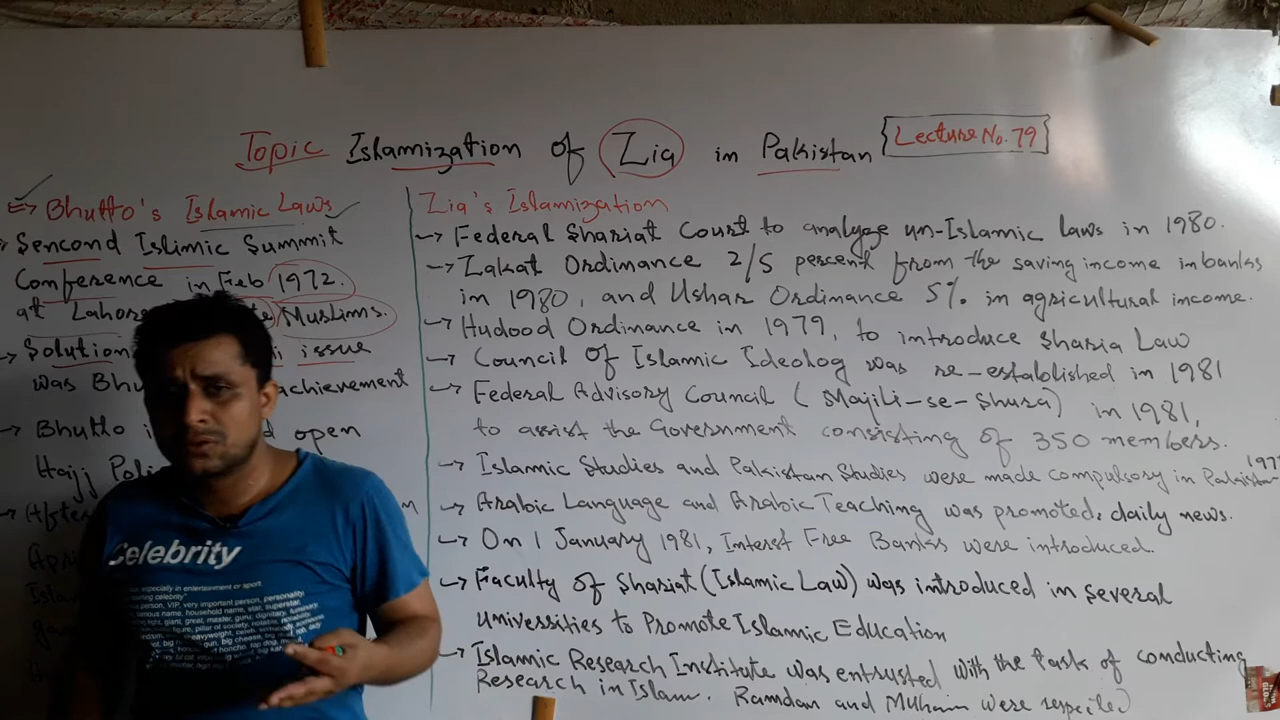 Topic Islamization of Zia in Pakistan
Lecture No. 79
Bhutto's Islamic Laws
Sencond Islimic Summit
Conference in Feb 1972.
at Lahore Muslims.
Solution issue
was Bhu achievement
Bhutto open
Hajj
Zia's Islamization
Federal Shariat Court to analyze un-Islamic laws in 1980.
Zakat Ordinance 2/5 percent from the saving income in banks
in 1980, and Ushar Ordinance 5% in agricultural income.
Hudood Ordinance in 1979, to introduce Sharia Law
Council of Islamic Ideolog was re-established in 1981
Federal Advisory Council (Majili-se-Shura) in 1981,
to assist the Government consisting of 350 members.
Islamic Studies and Pakistan Studies were made compulsory in Pakistan
Arabic Language and Arabic Teaching was promoted, daily news.
On 1 January 1981, Interest Free Banks were introduced.
Faculty of Shariat (Islamic Law) was introduced in several
universities to Promote Islamic Education
Islamic Research Institute was entrusted with the task of conducting
Research in Islam. Ramdan and Muharam were respected
Celebrity